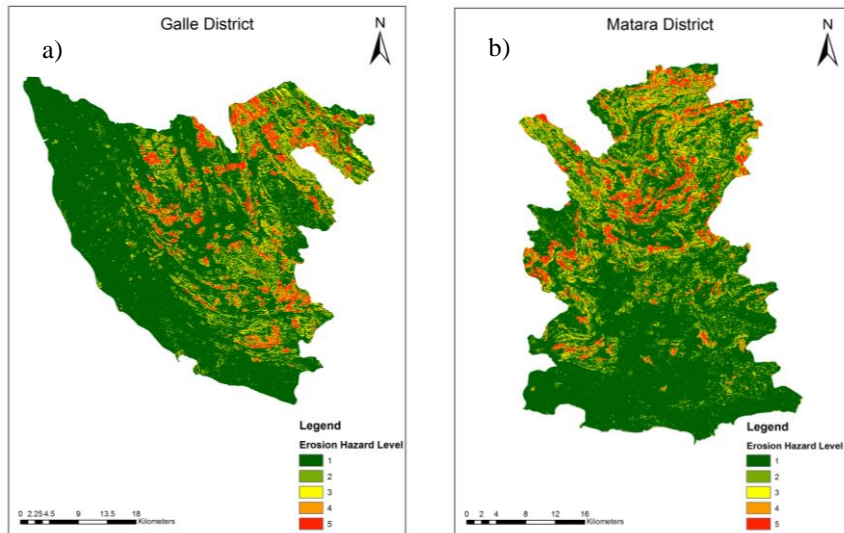 Galle District
a)
N
Legend
Erosion Hazard Level
1
2
3
4
5
0 2.25 4.5 9 13.5 18
Kilometers
Matara District
b)
N
Legend
Erosion Hazard Level
1
2
3
4
5
0 2 4 8 12 16
Kilometers